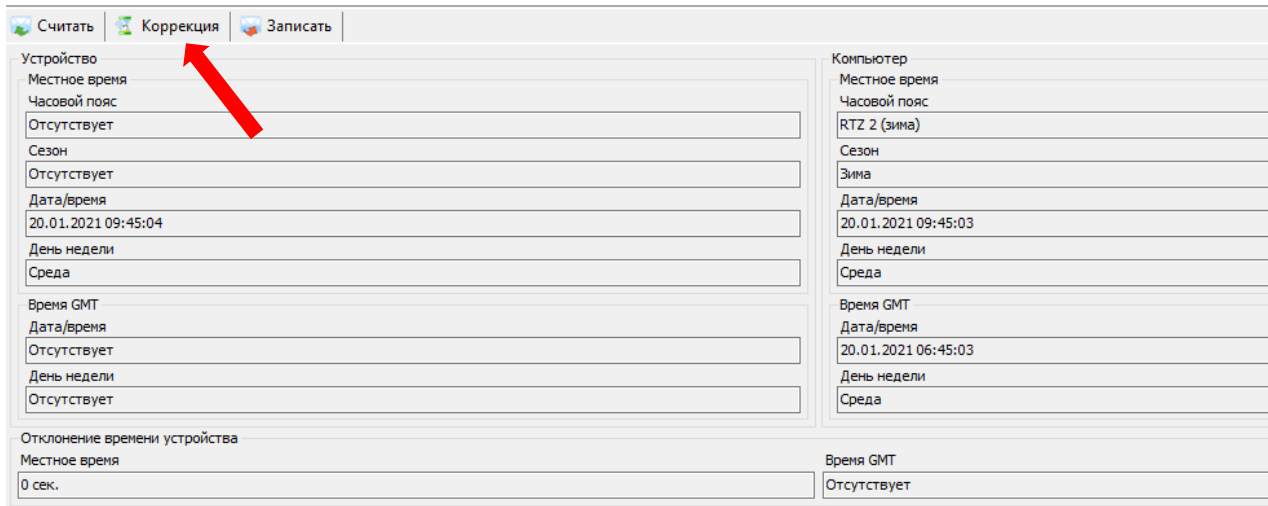 Считать Коррекция Записать
Устройство
Местное время
Часовой пояс
Отсутствует
Сезон
Отсутствует
Дата/время
20.01.2021 09:45:04
День недели
Среда
Время GMT
Дата/время
Отсутствует
День недели
Отсутствует
Компьютер
Местное время
Часовой пояс
RTZ 2 (зима)
Сезон
Зима
Дата/время
20.01.2021 09:45:03
День недели
Среда
Время GMT
Дата/время
20.01.2021 06:45:03
День недели
Среда
Отклонение времени устройства
Местное время
0 сек.
Время GMT
Отсутствует